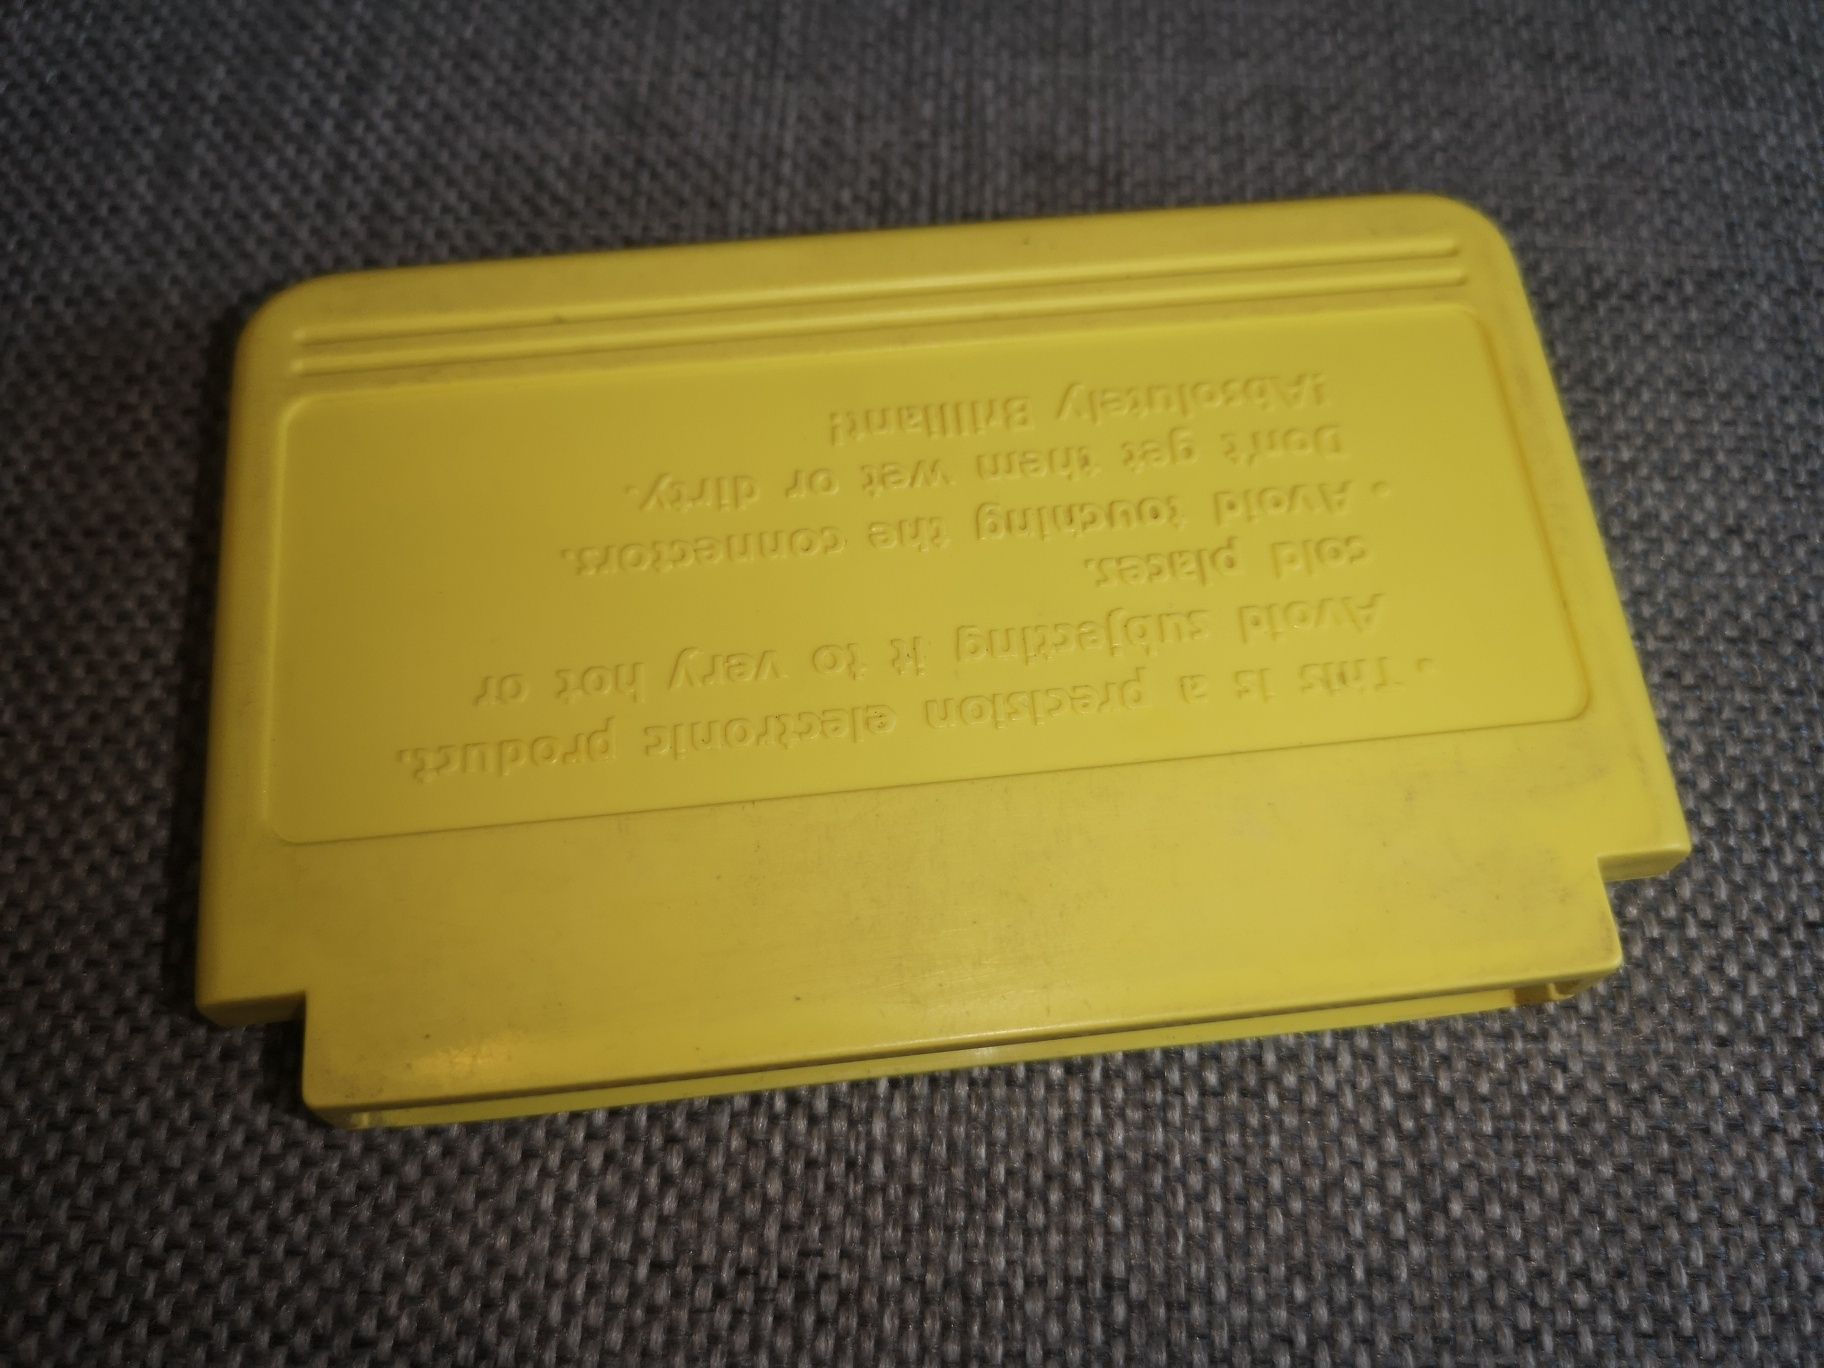 • This is a precision electronic product.
Avoid subjecting it to very hot or
cold places.
• Avoid touching the connectors.
Don't get them wet or dirty.
!Absolutely Brilliant!